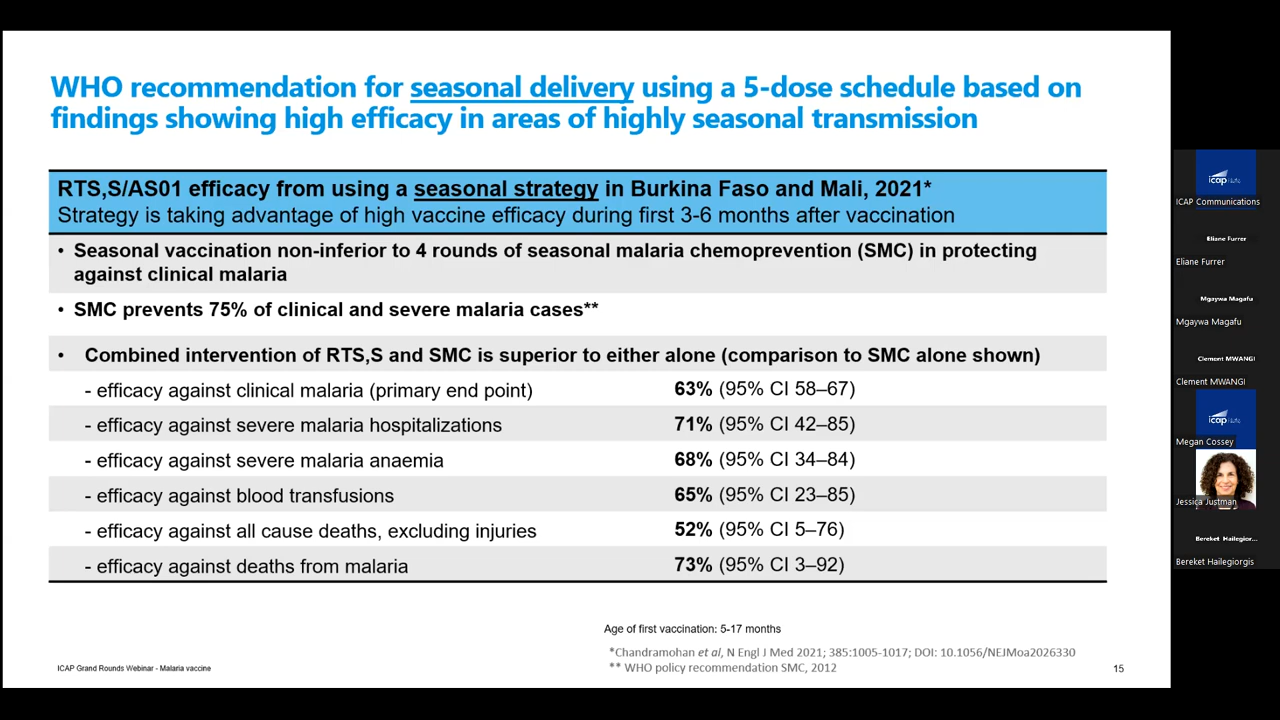 WHO recommendation for seasonal delivery using a 5-dose schedule based on
findings showing high efficacy in areas of highly seasonal transmission
RTS,S/AS01 efficacy from using a seasonal strategy in Burkina Faso and Mali, 2021*
Strategy is taking advantage of high vaccine efficacy during first 3-6 months after vaccination
• Seasonal vaccination non-inferior to 4 rounds of seasonal malaria chemoprevention (SMC) in protecting
against clinical malaria
• SMC prevents 75% of clinical and severe malaria cases**
• Combined intervention of RTS,S and SMC is superior to either alone (comparison to SMC alone shown)
- efficacy against clinical malaria (primary end point) 63% (95% CI 58–67)
- efficacy against severe malaria hospitalizations 71% (95% CI 42–85)
- efficacy against severe malaria anaemia 68% (95% CI 34–84)
- efficacy against blood transfusions 65% (95% CI 23–85)
- efficacy against all cause deaths, excluding injuries 52% (95% CI 5–76)
- efficacy against deaths from malaria 73% (95% CI 3–92)
Age of first vaccination: 5-17 months
*Chandramohan et al, N Engl J Med 2021; 385:1005-1017; DOI: 10.1056/NEJMoa2026330
** WHO policy recommendation SMC, 2012
ICAP Grand Rounds Webinar - Malaria vaccine
15
icap
ICAP Communications
Eliane Furrer
Eliane Furrer
Mgaywa Magafu
Mgaywa Magafu
Clement MWANGI
Clement MWANGI
icap
Megan Cossey
Jessica Justman
Bereket Hailegior...
Bereket Hailegiorgis